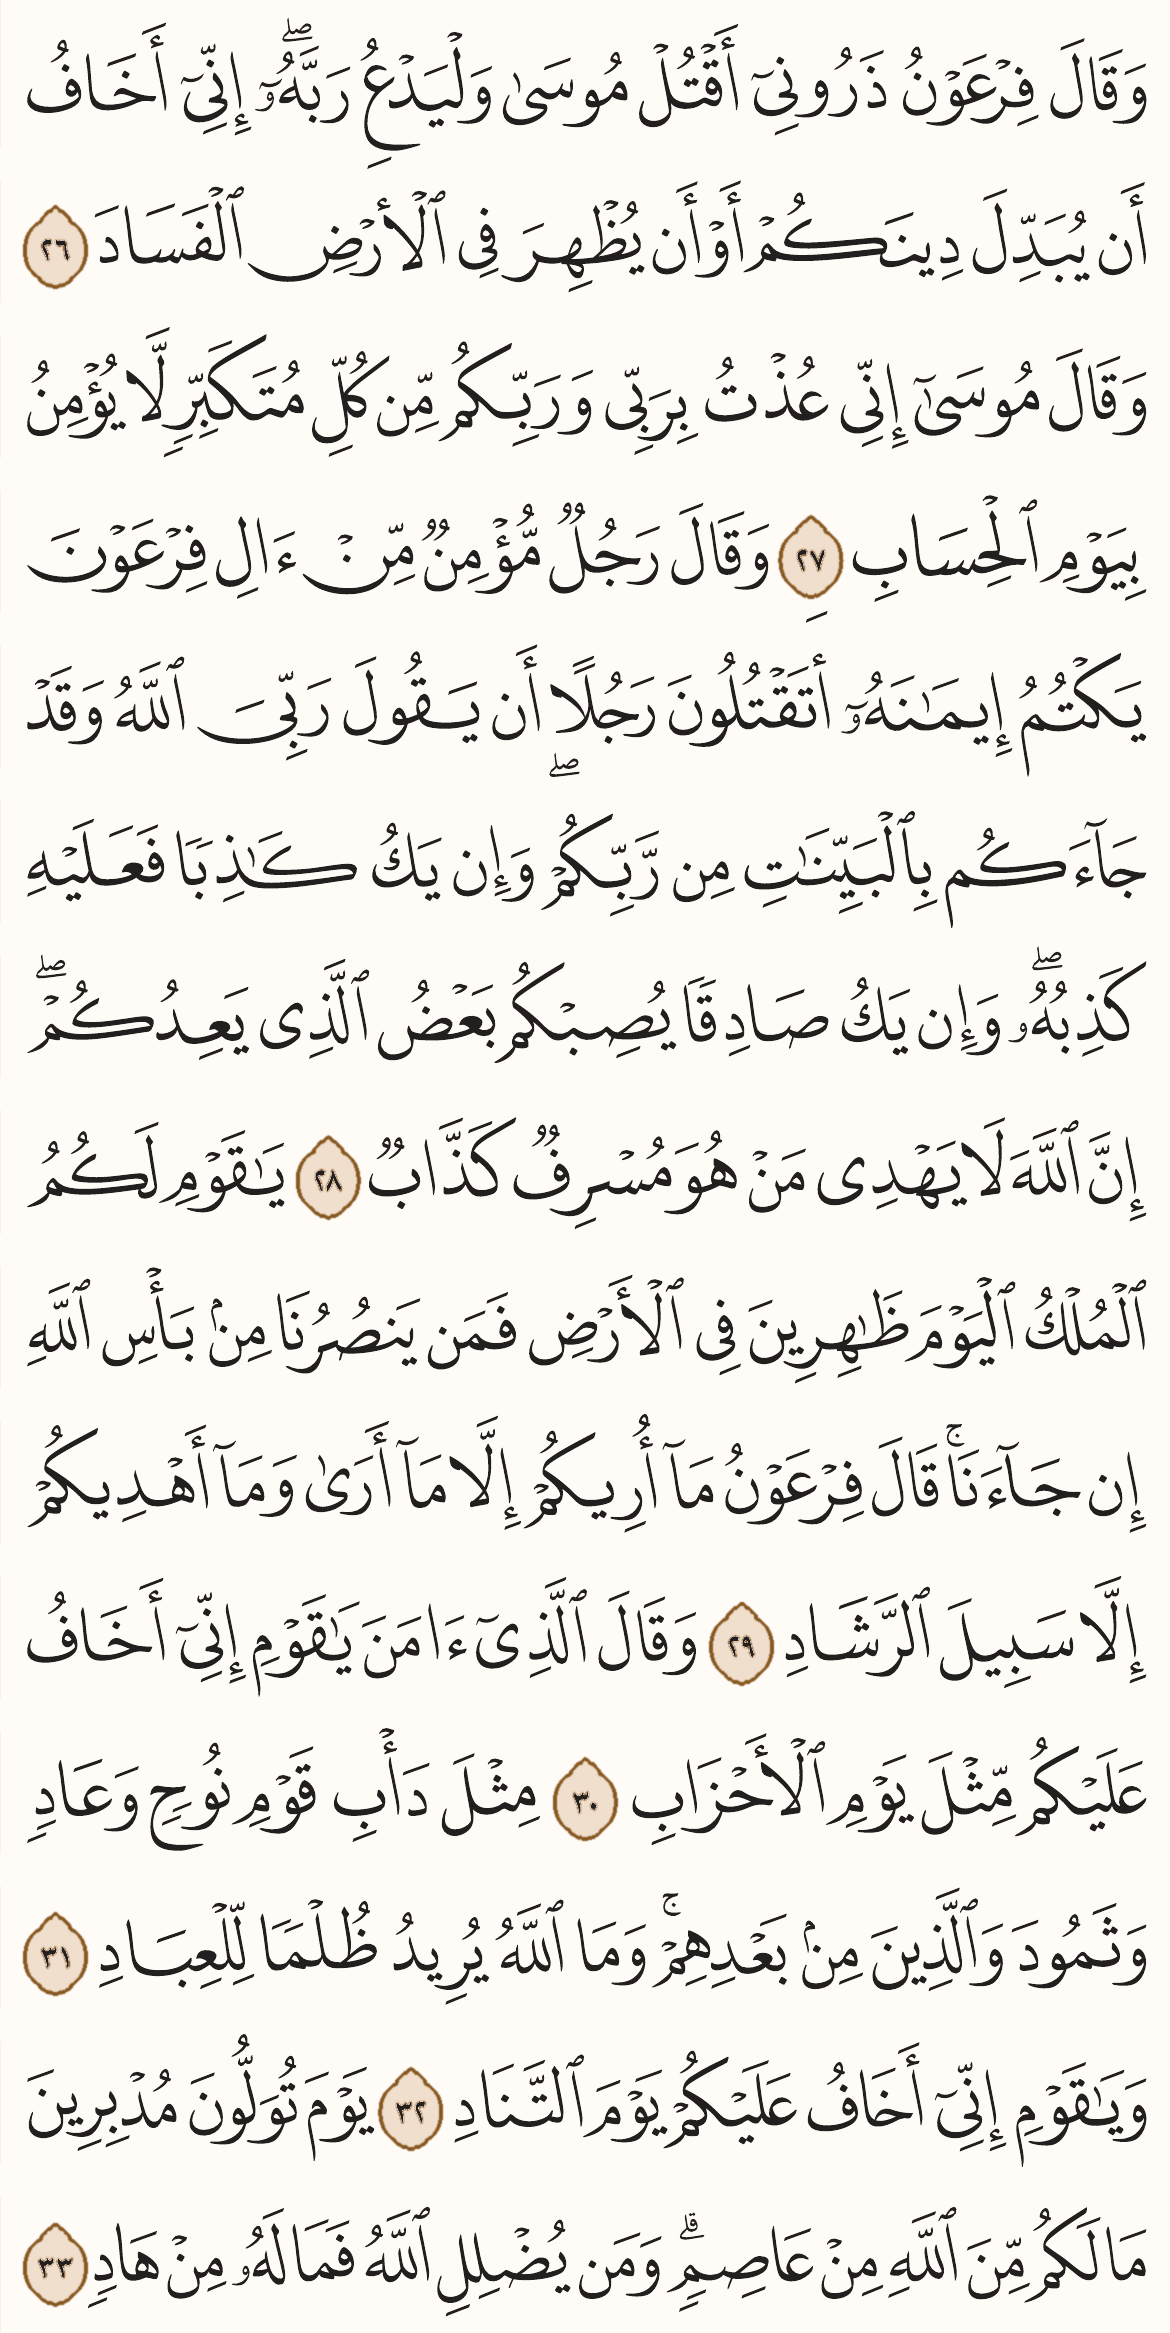 وَقَالَ فِرْعَوْنُ ذَرُونِىٓ أَقْتُلْ مُوسَىٰ وَلْيَدْعُ رَبَّهُۥٓ ۖ إِنِّىٓ أَخَافُ
أَن يُبَدِّلَ دِينَكُمْ أَوْ أَن يُظْهِرَ فِى ٱلْأَرْضِ ٱلْفَسَادَ ٢٦
وَقَالَ مُوسَىٰٓ إِنِّى عُذْتُ بِرَبِّى وَرَبِّكُم مِّن كُلِّ مُتَكَبِّرٍ لَّا يُؤْمِنُ
بِيَوْمِ ٱلْحِسَابِ ٢٧ وَقَالَ رَجُلٌ مُّؤْمِنٌ مِّنْ ءَالِ فِرْعَوْنَ
يَكْتُمُ إِيمَـٰنَهُۥٓ أَتَقْتُلُونَ رَجُلًا أَن يَقُولَ رَبِّىَ ٱللَّهُ وَقَدْ
جَآءَكُم بِٱلْبَيِّنَـٰتِ مِن رَّبِّكُمْ ۖ وَإِن يَكُ كَـٰذِبًا فَعَلَيْهِ
كَذِبُهُۥ ۖ وَإِن يَكُ صَادِقًا يُصِبْكُم بَعْضُ ٱلَّذِى يَعِدُكُمْ ۖ
إِنَّ ٱللَّهَ لَا يَهْدِى مَنْ هُوَ مُسْرِفٌ كَذَّابٌ ٢٨ يَـٰقَوْمِ لَكُمُ
ٱلْمُلْكُ ٱلْيَوْمَ ظَـٰهِرِينَ فِى ٱلْأَرْضِ فَمَن يَنصُرُنَا مِنۢ بَأْسِ ٱللَّهِ
إِن جَآءَنَا ۚ قَالَ فِرْعَوْنُ مَآ أُرِيكُمْ إِلَّا مَآ أَرَىٰ وَمَآ أَهْدِيكُمْ
إِلَّا سَبِيلَ ٱلرَّشَادِ ٢٩ وَقَالَ ٱلَّذِىٓ ءَامَنَ يَـٰقَوْمِ إِنِّىٓ أَخَافُ
عَلَيْكُم مِّثْلَ يَوْمِ ٱلْأَحْزَابِ ٣٠ مِثْلَ دَأْبِ قَوْمِ نُوحٍ وَعَادٍ
وَثَمُودَ وَٱلَّذِينَ مِنۢ بَعْدِهِمْ ۚ وَمَا ٱللَّهُ يُرِيدُ ظُلْمًا لِّلْعِبَادِ ٣١
وَيَـٰقَوْمِ إِنِّىٓ أَخَافُ عَلَيْكُمْ يَوْمَ ٱلتَّنَادِ ٣٢ يَوْمَ تُوَلُّونَ مُدْبِرِينَ
مَا لَكُم مِّنَ ٱللَّهِ مِنْ عَاصِمٍ ۗ وَمَن يُضْلِلِ ٱللَّهُ فَمَا لَهُۥ مِنْ هَادٍ ٣٣